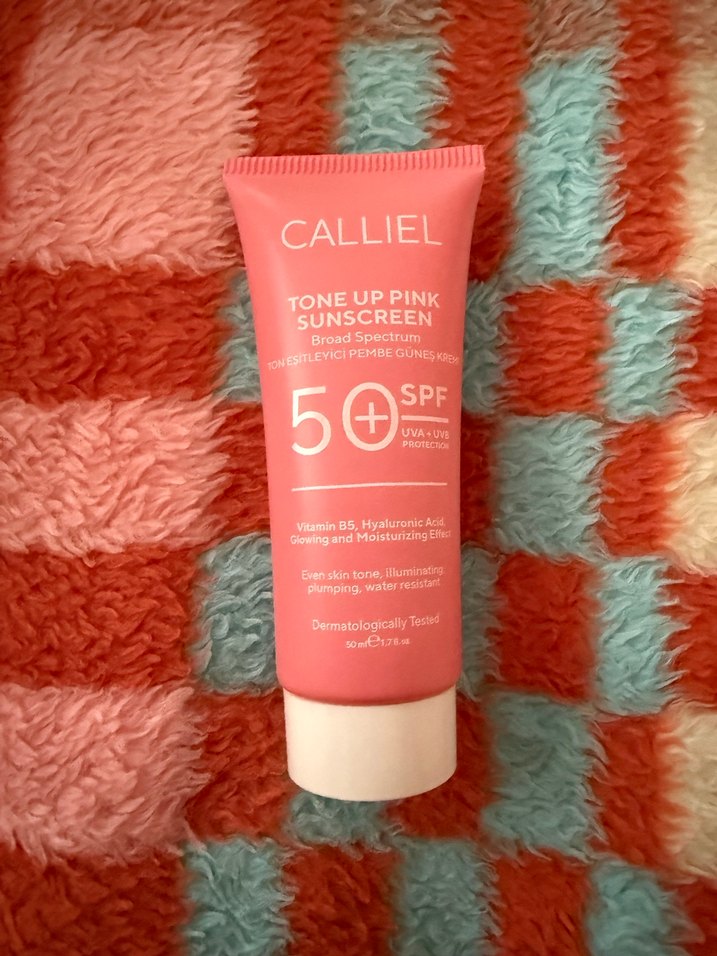 CALLIEL
TONE UP PINK
SUNSCREEN
Broad Spectrum
TON EŞİTLEYİCİ PEMBE GÜNEŞ KREMİ
50+ SPF
UVA + UVB
PROTECTION
Vitamin B5, Hyaluronic Acid,
Glowing and Moisturizing Effect
Even skin tone, illuminating,
plumping, water resistant
Dermatologically Tested
50 ml ℮ 1.7 fl.oz